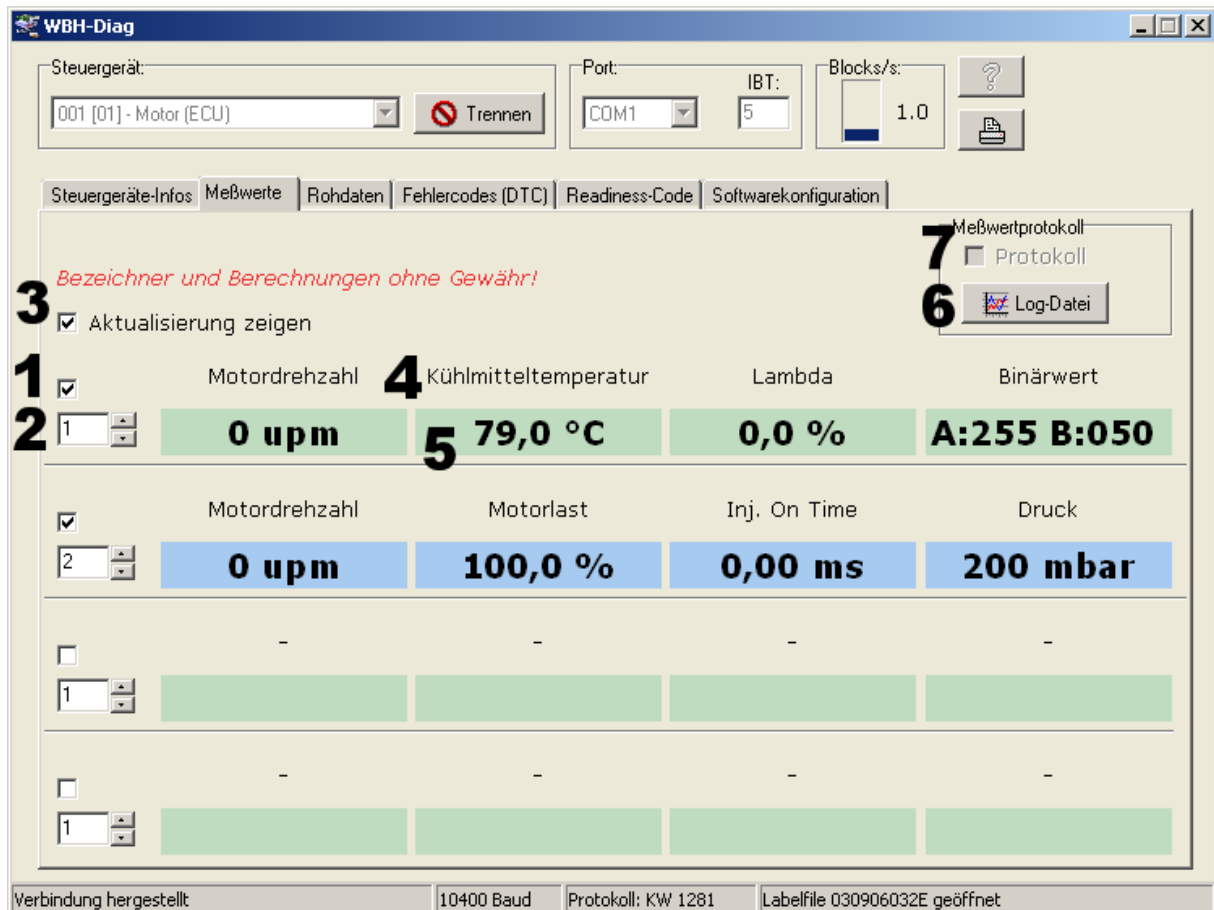 WBH-Diag
Steuergerät:
Port:
IBT:
Blocks/s:
001 [01] - Motor (ECU)
Trennen
COM1
5
1.0
Steuergeräte-Infos
Meßwerte
Rohdaten
Fehlercodes (DTC)
Readiness-Code
Softwarekonfiguration
Meßwertprotokoll
7
Protokoll
6
Log-Datei
Bezeichner und Berechnungen ohne Gewähr!
3
Aktualisierung zeigen
1
Motordrehzahl
4
Kühlmitteltemperatur
Lambda
Binärwert
2
1
0 upm
5
79,0 °C
0,0 %
A:255 B:050
Motordrehzahl
Motorlast
Inj. On Time
Druck
2
0 upm
100,0 %
0,00 ms
200 mbar
- - - -
1
- - - -
1
Verbindung hergestellt
10400 Baud
Protokoll: KW 1281
Labelfile 030906032E geöffnet